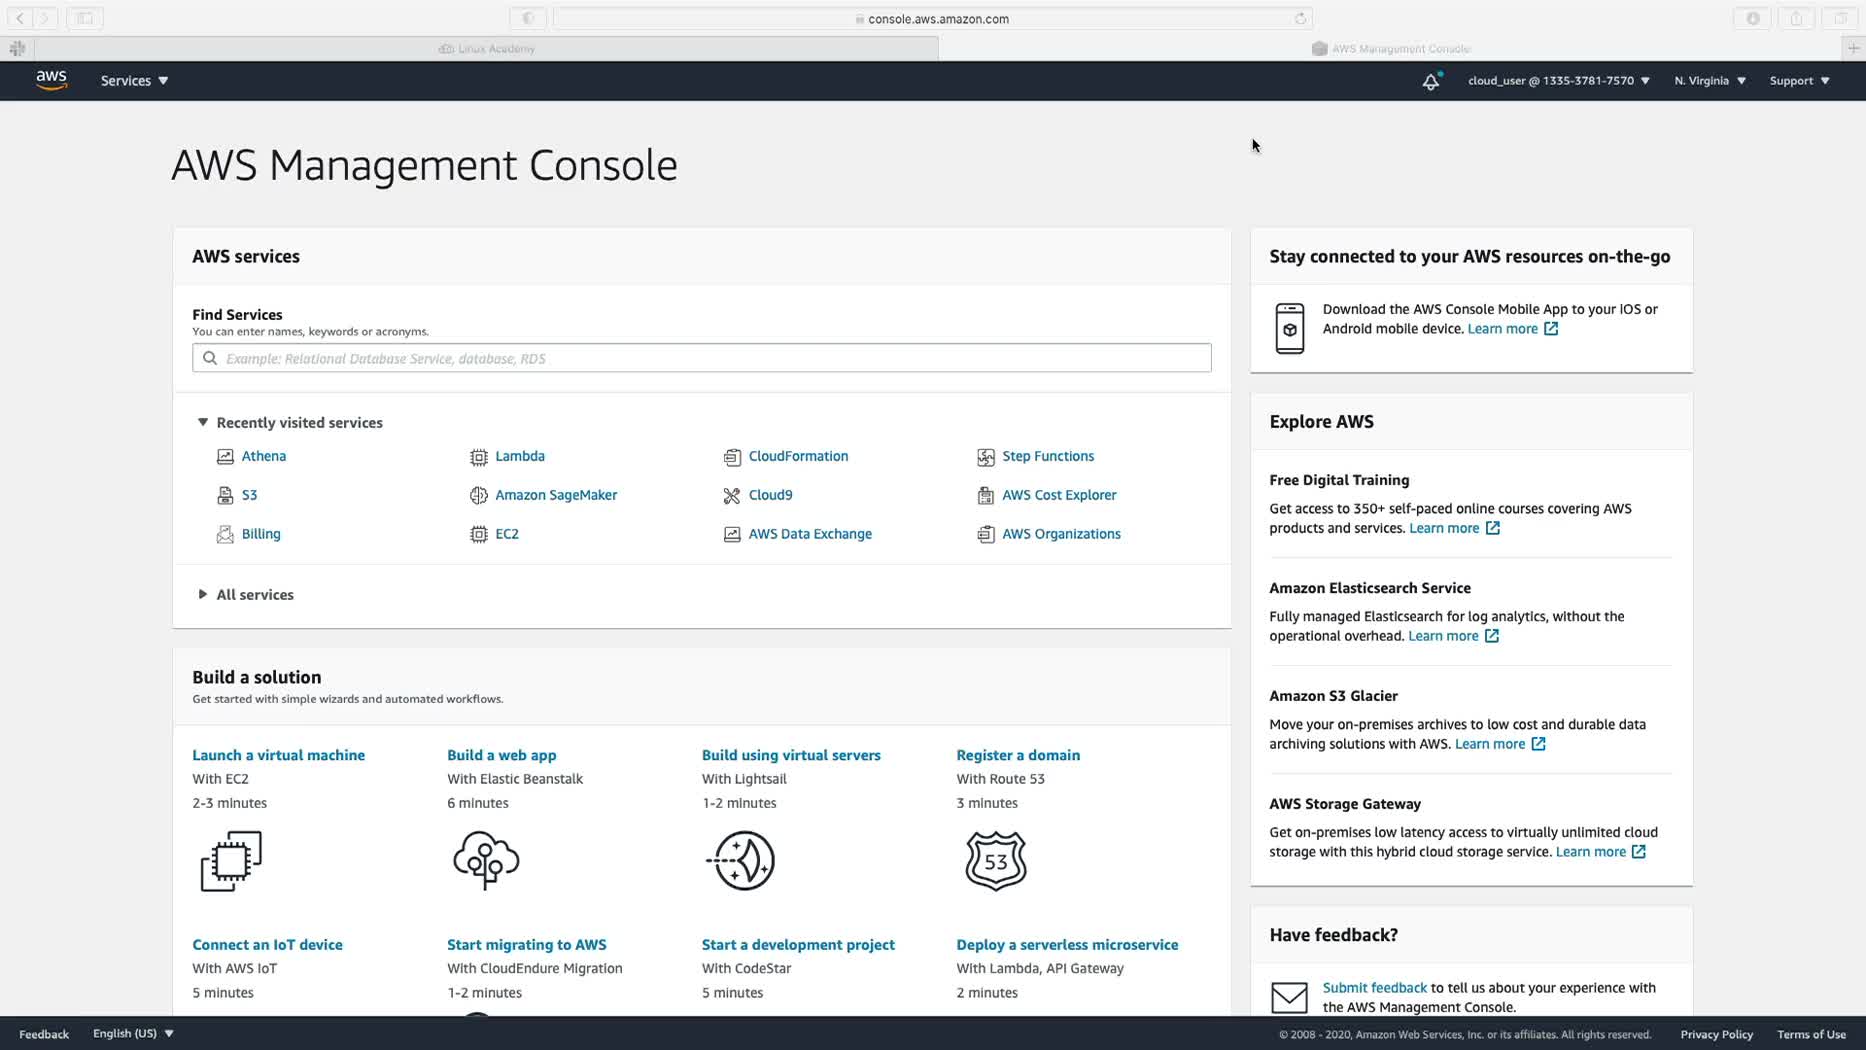 console.aws.amazon.com
Linux Academy
AWS Management Console
aws
Services
cloud_user @ 1335-3781-7570
N. Virginia
Support
AWS Management Console
AWS services
Find Services
You can enter names, keywords or acronyms.
Example: Relational Database Service, database, RDS
Recently visited services
Athena
Lambda
CloudFormation
Step Functions
S3
Amazon SageMaker
Cloud9
AWS Cost Explorer
Billing
EC2
AWS Data Exchange
AWS Organizations
All services
Build a solution
Get started with simple wizards and automated workflows.
Launch a virtual machine
With EC2
2-3 minutes
Build a web app
With Elastic Beanstalk
6 minutes
Build using virtual servers
With Lightsail
1-2 minutes
Register a domain
With Route 53
3 minutes
53
Connect an IoT device
With AWS IoT
5 minutes
Start migrating to AWS
With CloudEndure Migration
1-2 minutes
Start a development project
With CodeStar
5 minutes
Deploy a serverless microservice
With Lambda, API Gateway
2 minutes
Stay connected to your AWS resources on-the-go
Download the AWS Console Mobile App to your iOS or
Android mobile device. Learn more
Explore AWS
Free Digital Training
Get access to 350+ self-paced online courses covering AWS
products and services. Learn more
Amazon Elasticsearch Service
Fully managed Elasticsearch for log analytics, without the
operational overhead. Learn more
Amazon S3 Glacier
Move your on-premises archives to low cost and durable data
archiving solutions with AWS. Learn more
AWS Storage Gateway
Get on-premises low latency access to virtually unlimited cloud
storage with this hybrid cloud storage service. Learn more
Have feedback?
Submit feedback to tell us about your experience with
the AWS Management Console.
Feedback
English (US)
© 2008 - 2020, Amazon Web Services, Inc. or its affiliates. All rights reserved.
Privacy Policy
Terms of Use